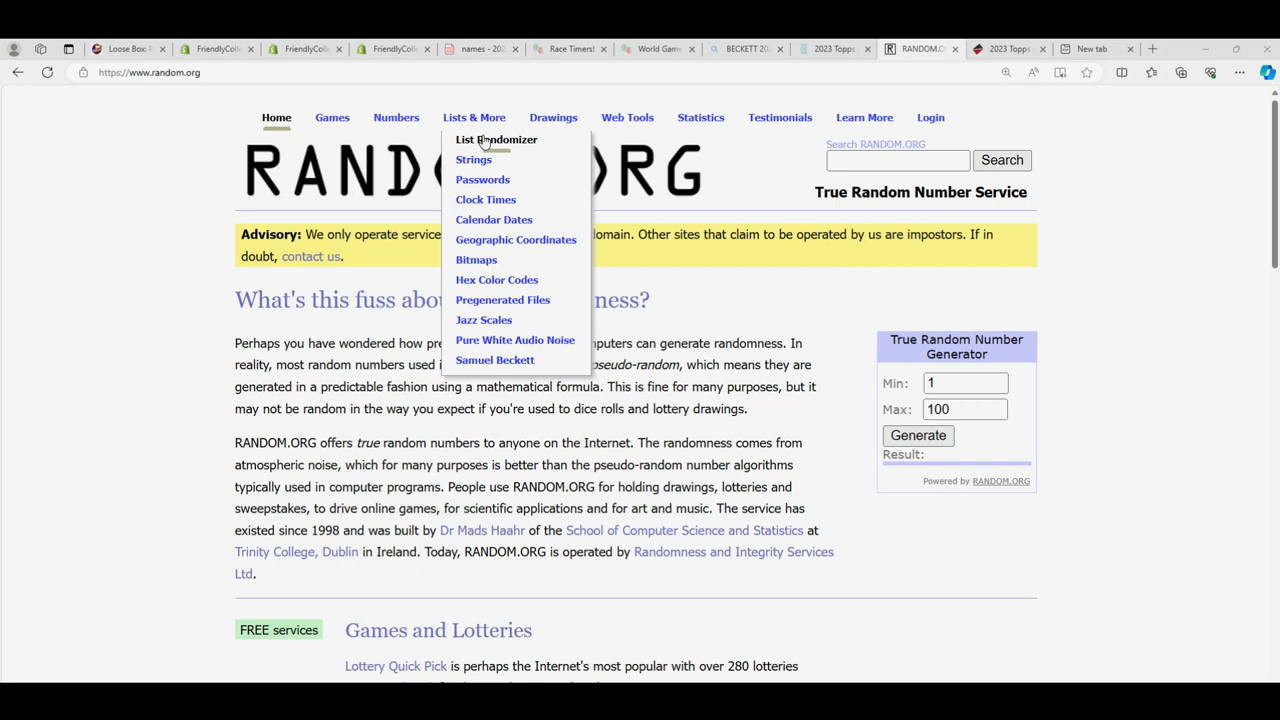 Loose Box: F
FriendlyColle
FriendlyColle
FriendlyColle
names - 202
Race Timers!
World Game
BECKETT 202
2023 Topps
RANDOM.O
2023 Topps
New tab
https://www.random.org
Home Games Numbers Lists & More Drawings Web Tools Statistics Testimonials Learn More Login
List Randomizer
Strings
Passwords
Clock Times
Calendar Dates
Geographic Coordinates
Bitmaps
Hex Color Codes
Pregenerated Files
Jazz Scales
Pure White Audio Noise
Samuel Beckett
RAND RG
Search RANDOM.ORG
Search
True Random Number Service
Advisory: We only operate service domain. Other sites that claim to be operated by us are impostors. If in
doubt, contact us.
What's this fuss abo ness?
Perhaps you have wondered how pre puters can generate randomness. In
reality, most random numbers used i pseudo-random, which means they are
generated in a predictable fashion using a mathematical formula. This is fine for many purposes, but it
may not be random in the way you expect if you're used to dice rolls and lottery drawings.
RANDOM.ORG offers true random numbers to anyone on the Internet. The randomness comes from
atmospheric noise, which for many purposes is better than the pseudo-random number algorithms
typically used in computer programs. People use RANDOM.ORG for holding drawings, lotteries and
sweepstakes, to drive online games, for scientific applications and for art and music. The service has
existed since 1998 and was built by Dr Mads Haahr of the School of Computer Science and Statistics at
Trinity College, Dublin in Ireland. Today, RANDOM.ORG is operated by Randomness and Integrity Services
Ltd.
True Random Number
Generator
Min: 1
Max: 100
Generate
Result:
Powered by RANDOM.ORG
FREE services
Games and Lotteries
Lottery Quick Pick is perhaps the Internet's most popular with over 280 lotteries